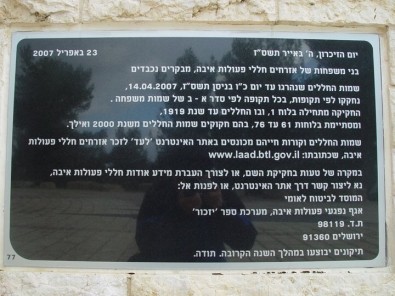 יום הזיכרון, ה' באייר תשס"ז
23 באפריל 2007
בני משפחות של אזרחים חללי פעולות איבה, מבקרים נכבדים
שמות החללים שנהרגו עד יום כ"ו בניסן תשס"ז, 14.04.2007
נחקקו לפי תקופות, בכל תקופה לפי סדר א - ב של שמות משפחה.
החקיקה מתחילה בלוח 1, ובו החללים עד שנת 1919,
ומסתיימת בלוחות 61 עד 76, בהם חקוקים שמות החללים משנת 2000 ואילך.
שמות החללים וקורות חייהם מכונסים באתר האינטרנט 'לעד' לזכר אזרחים חללי פעולות
איבה, שכתובתו: www.laad.btl.gov.il
במקרה של טעות בחקיקת השם, או לצורך העברת מידע אודות חללי פעולות איבה,
נא ליצור קשר דרך אתר האינטרנט, או לפנות אל:
המוסד לביטוח לאומי
אגף נפגעי פעולות איבה, מערכת ספר 'יזכור'
ת.ד. 98119
ירושלים 91360
תיקונים יבוצעו במהלך השנה הקרובה. תודה.
77